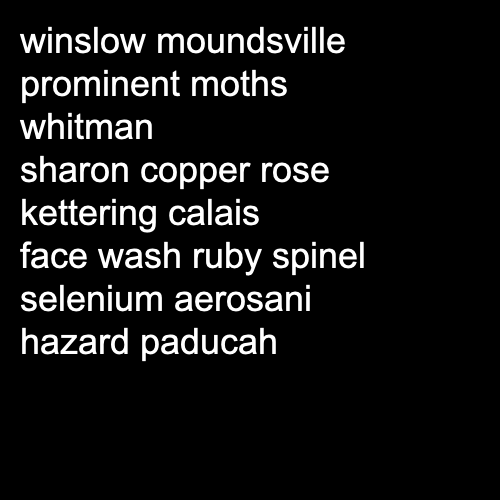 winslow moundsville
prominent moths
whitman
sharon copper rose
kettering calais
face wash ruby spinel
selenium aerosani
hazard paducah